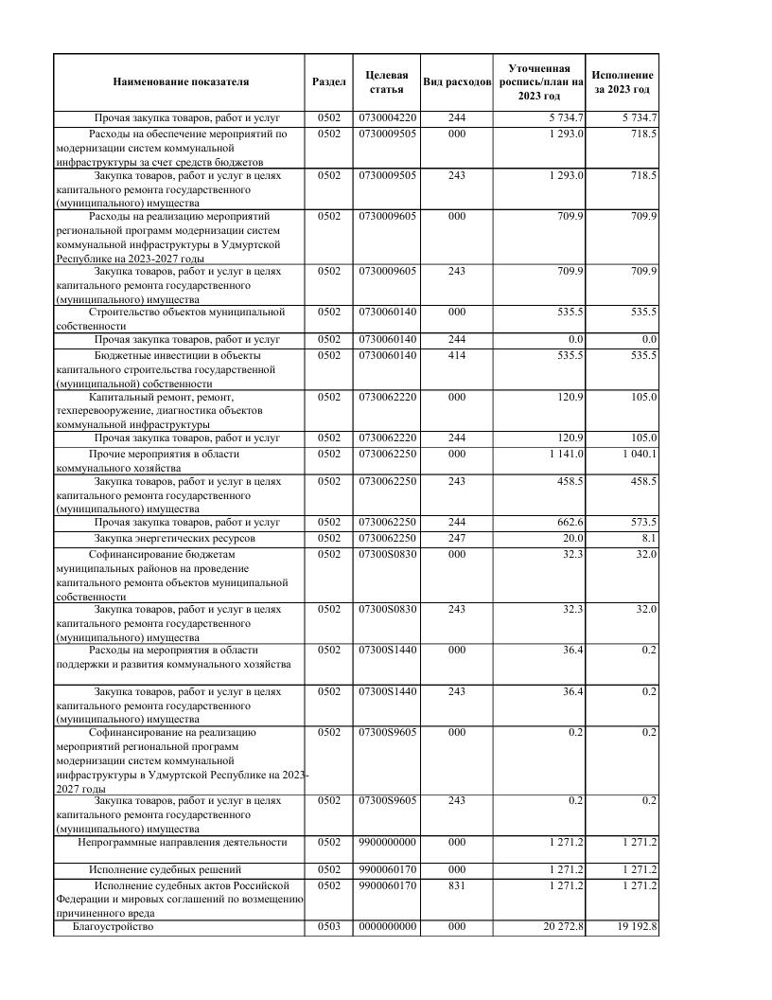 Наименование показателя Раздел Целевая статья Вид расходов Уточненная роспись/план на 2023 год Исполнение за 2023 год
Прочая закупка товаров, работ и услуг 0502 0730004220 244 5 734.7 5 734.7
Расходы на обеспечение мероприятий по 0502 0730009505 000 1 293.0 718.5
модернизации систем коммунальной
инфраструктуры за счет средств бюджетов
Закупка товаров, работ и услуг в целях 0502 0730009505 243 1 293.0 718.5
капитального ремонта государственного
(муниципального) имущества
Расходы на реализацию мероприятий 0502 0730009605 000 709.9 709.9
региональной программ модернизации систем
коммунальной инфраструктуры в Удмуртской
Республике на 2023-2027 годы
Закупка товаров, работ и услуг в целях 0502 0730009605 243 709.9 709.9
капитального ремонта государственного
(муниципального) имущества
Строительство объектов муниципальной 0502 0730060140 000 535.5 535.5
собственности
Прочая закупка товаров, работ и услуг 0502 0730060140 244 0.0 0.0
Бюджетные инвестиции в объекты 0502 0730060140 414 535.5 535.5
капитального строительства государственной
(муниципальной) собственности
Капитальный ремонт, ремонт, 0502 0730062220 000 120.9 105.0
техперевооружение, диагностика объектов
коммунальной инфраструктуры
Прочая закупка товаров, работ и услуг 0502 0730062220 244 120.9 105.0
Прочие мероприятия в области 0502 0730062250 000 1 141.0 1 040.1
коммунального хозяйства
Закупка товаров, работ и услуг в целях 0502 0730062250 243 458.5 458.5
капитального ремонта государственного
(муниципального) имущества
Прочая закупка товаров, работ и услуг 0502 0730062250 244 662.6 573.5
Закупка энергетических ресурсов 0502 0730062250 247 20.0 8.1
Софинансирование бюджетам 0502 07300S0830 000 32.3 32.0
муниципальных районов на проведение
капитального ремонта объектов муниципальной
собственности
Закупка товаров, работ и услуг в целях 0502 07300S0830 243 32.3 32.0
капитального ремонта государственного
(муниципального) имущества
Расходы на мероприятия в области 0502 07300S1440 000 36.4 0.2
поддержки и развития коммунального хозяйства
Закупка товаров, работ и услуг в целях 0502 07300S1440 243 36.4 0.2
капитального ремонта государственного
(муниципального) имущества
Софинансирование на реализацию 0502 07300S9605 000 0.2 0.2
мероприятий региональной программ
модернизации систем коммунальной
инфраструктуры в Удмуртской Республике на 2023-
2027 годы
Закупка товаров, работ и услуг в целях 0502 07300S9605 243 0.2 0.2
капитального ремонта государственного
(муниципального) имущества
Непрограммные направления деятельности 0502 9900000000 000 1 271.2 1 271.2
Исполнение судебных решений 0502 9900060170 000 1 271.2 1 271.2
Исполнение судебных актов Российской 0502 9900060170 831 1 271.2 1 271.2
Федерации и мировых соглашений по возмещению
причиненного вреда
Благоустройство 0503 0000000000 000 20 272.8 19 192.8